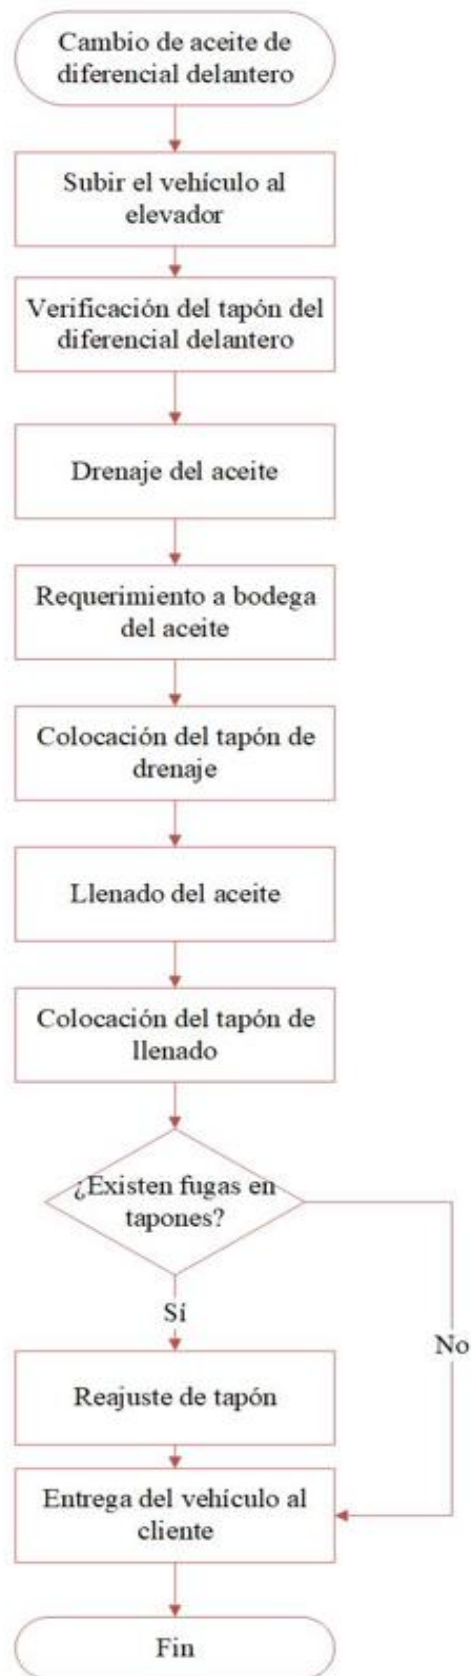 Cambio de aceite de
diferencial delantero
Subir el vehículo al
elevador
Verificación del tapón del
diferencial delantero
Drenaje del aceite
Requerimiento a bodega
del aceite
Colocación del tapón de
drenaje
Llenado del aceite
Colocación del tapón de
llenado
¿Existen fugas en
tapones?
Sí
No
Reajuste de tapón
Entrega del vehículo al
cliente
Fin